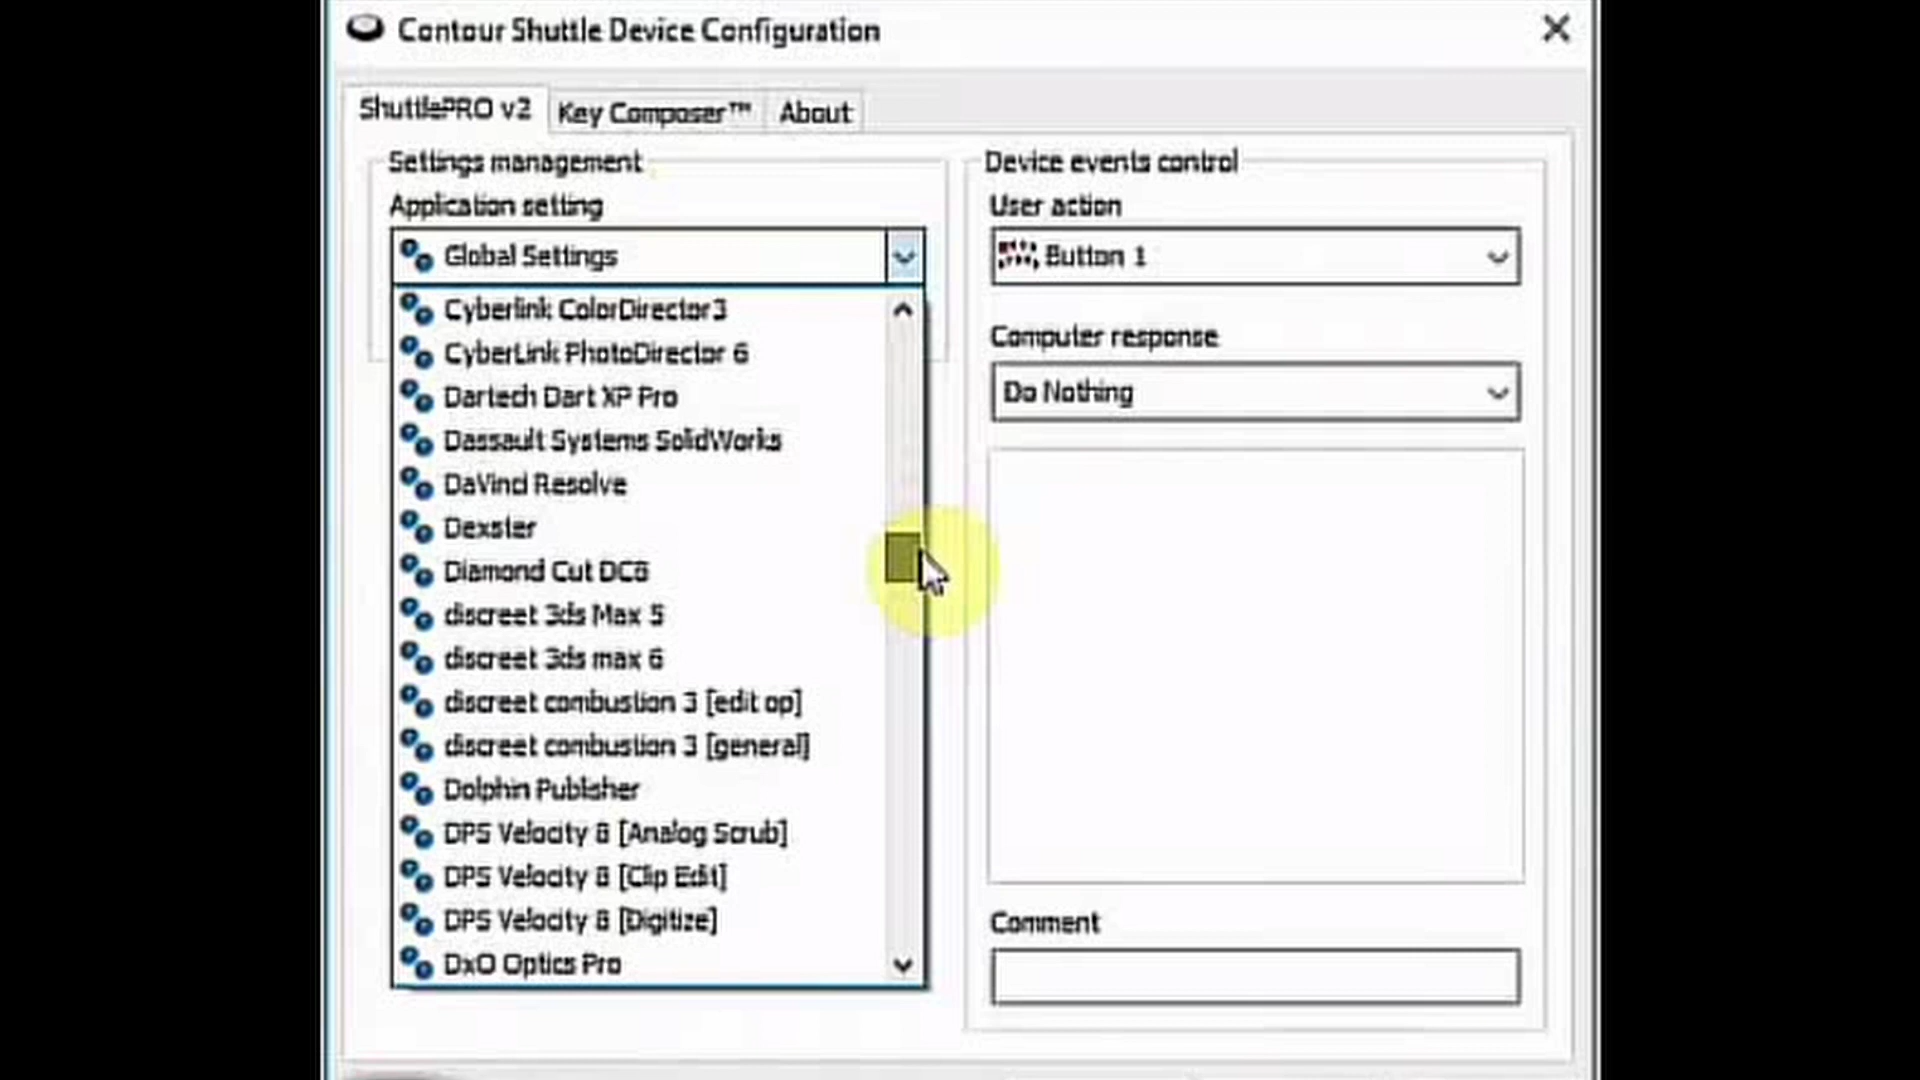 Contour Shuttle Device Configuration
ShuttlePRO v2
Key Composer™
About
Settings management
Application setting
Global Settings
Cyberlink ColorDirector3
CyberLink PhotoDirector 6
Dartech Dart XP Pro
Dassault Systems SolidWorks
DaVinci Resolve
Dexster
Diamond Cut DC6
discreet 3ds Max 5
discreet 3ds max 6
discreet combustion 3 [edit op]
discreet combustion 3 [general]
Dolphin Publisher
DPS Velocity 8 [Analog Scrub]
DPS Velocity 8 [Clip Edit]
DPS Velocity 8 [Digitize]
DxO Optics Pro
Device events control
User action
Button 1
Computer response
Do Nothing
Comment